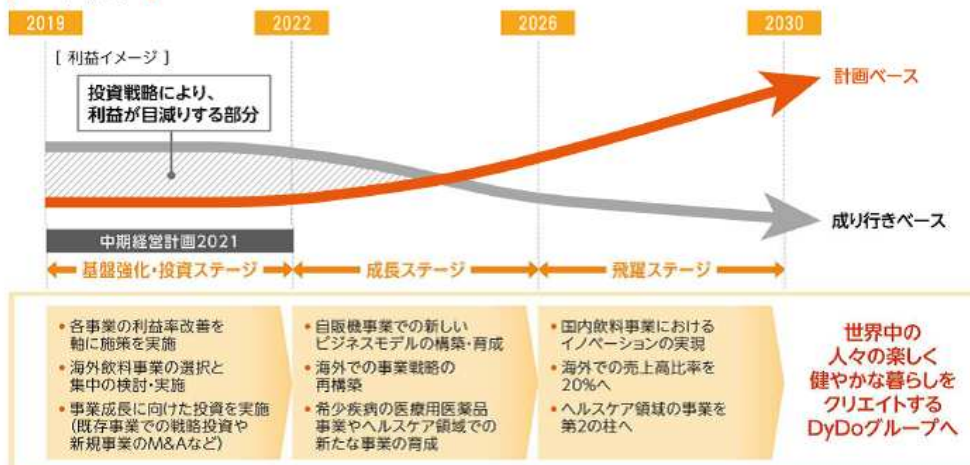 2019
2022
2026
2030
[ 利益イメージ ]
投資戦略により、
利益が目減りする部分
計画ベース
成り行きベース
中期経営計画2021
基盤強化・投資ステージ
成長ステージ
飛躍ステージ
• 各事業の利益率改善を
軸に施策を実施
• 海外飲料事業の選択と
集中の検討・実施
• 事業成長に向けた投資を実施
(既存事業での戦略投資や
新規事業のM&Aなど)
• 自販機事業での新しい
ビジネスモデルの構築・育成
• 海外での事業戦略の
再構築
• 希少疾病の医療用医薬品
事業やヘルスケア領域での
新たな事業の育成
• 国内飲料事業における
イノベーションの実現
• 海外での売上高比率を
20%へ
• ヘルスケア領域の事業を
第2の柱へ
世界中の
人々の楽しく
健やかな暮らしを
クリエイトする
DyDoグループへ